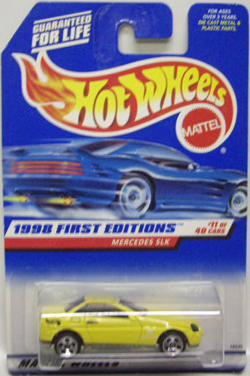 GUARANTEED
FOR LIFE
FOR AGES
OVER 3 YEARS.
DIE CAST METAL &
PLASTIC PARTS.
Hot Wheels
MATTEL
1998 FIRST EDITIONS
#11 OF
40 CARS
MERCEDES SLK